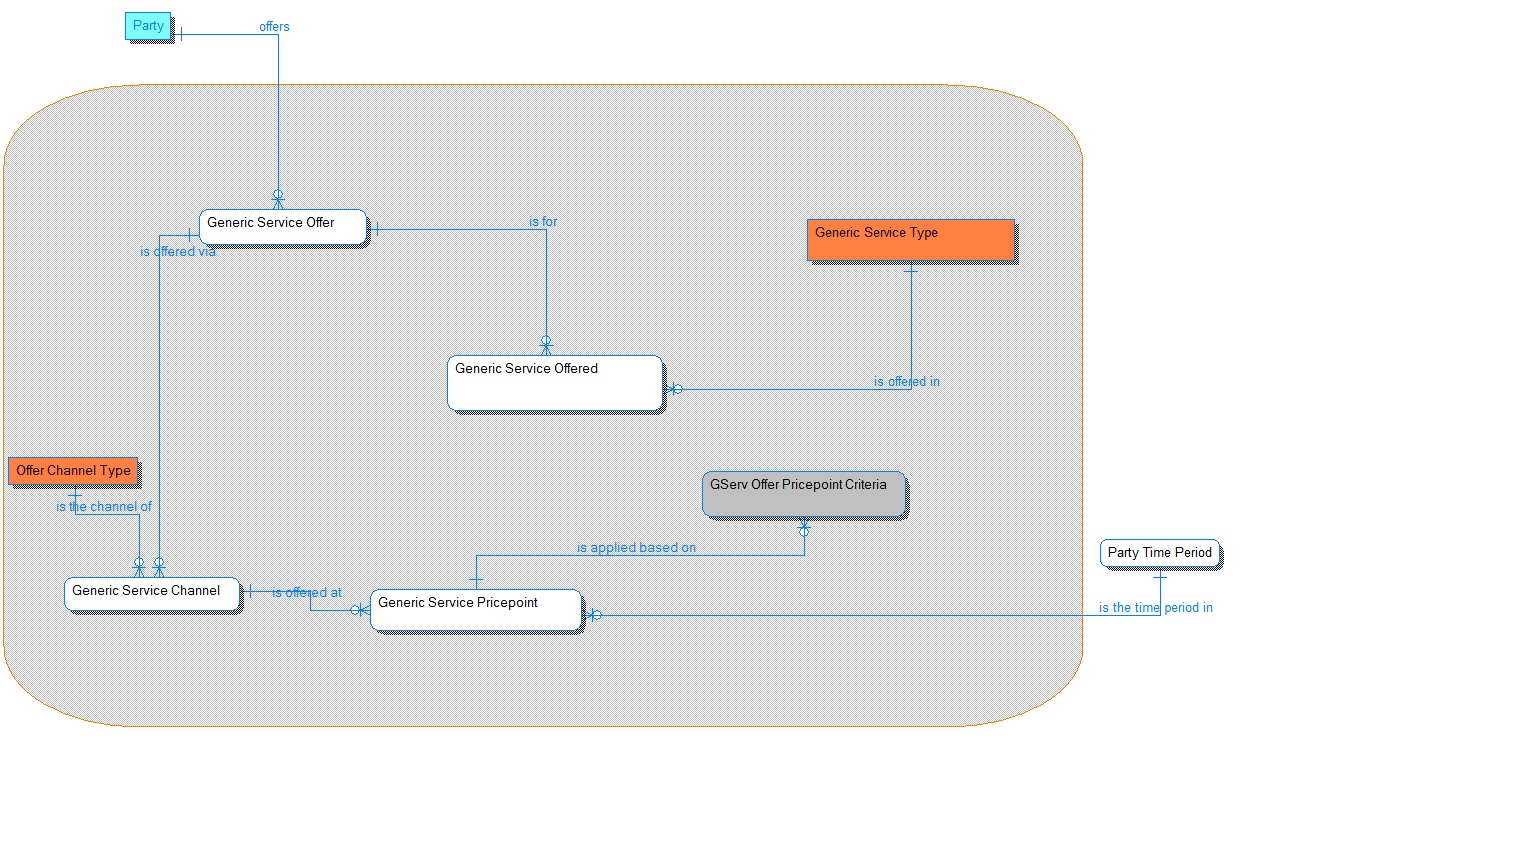 Party
offers
Generic Service Offer
is for
Generic Service Type
is offered via
Generic Service Offered
is offered in
Offer Channel Type
GServ Offer Pricepoint Criteria
is the channel of
is applied based on
Party Time Period
Generic Service Channel
is offered at
Generic Service Pricepoint
is the time period in